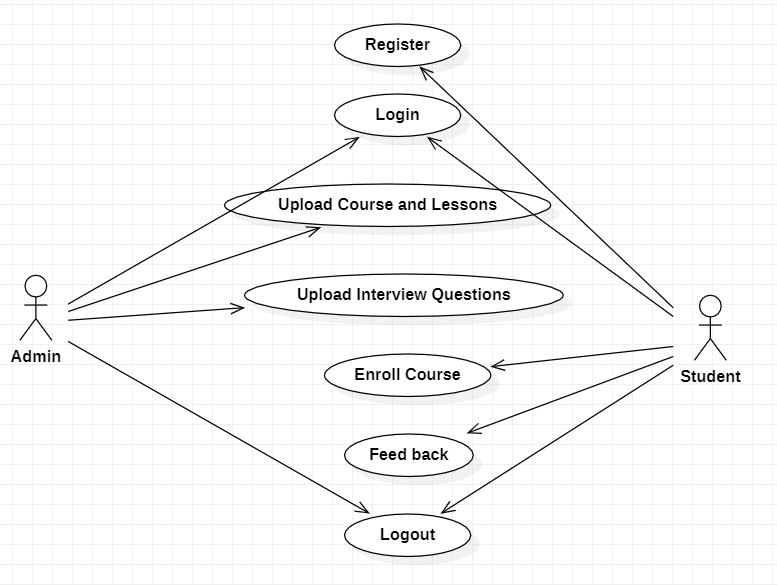 Register
Login
Upload Course and Lessons
Upload Interview Questions
Admin
Enroll Course
Student
Feed back
Logout